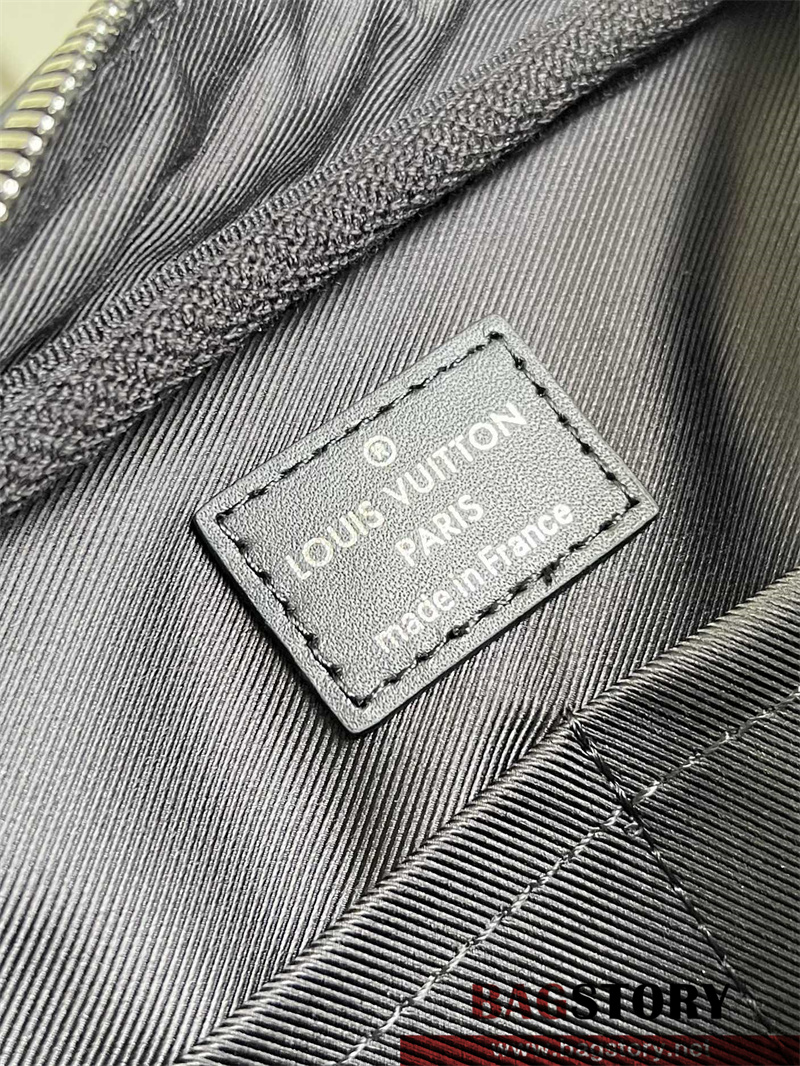 ®
LOUIS VUITTON
PARIS
made in France
BAGSTORY
www.bagstory.net